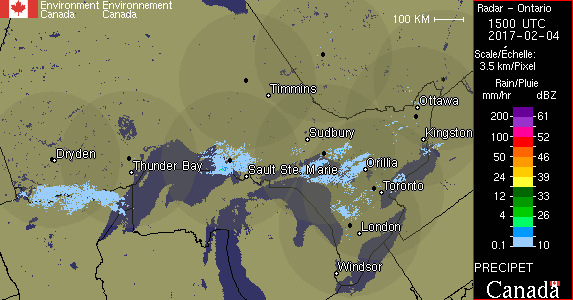 Environment Environnement
Canada Canada
100 KM
Timmins
Ottawa
Sudbury
Kingston
Dryden
Thunder Bay
Sault Ste. Marie
Orillia
Toronto
London
Windsor
Radar - Ontario
1500 UTC
2017-02-04
Scale/Échelle:
3.5 km/Pixel
Rain/Pluie
mm/hr dBZ
200 61
100 52
50 46
24 39
12 33
4 26
0.1 10
PRECIPET
Canada